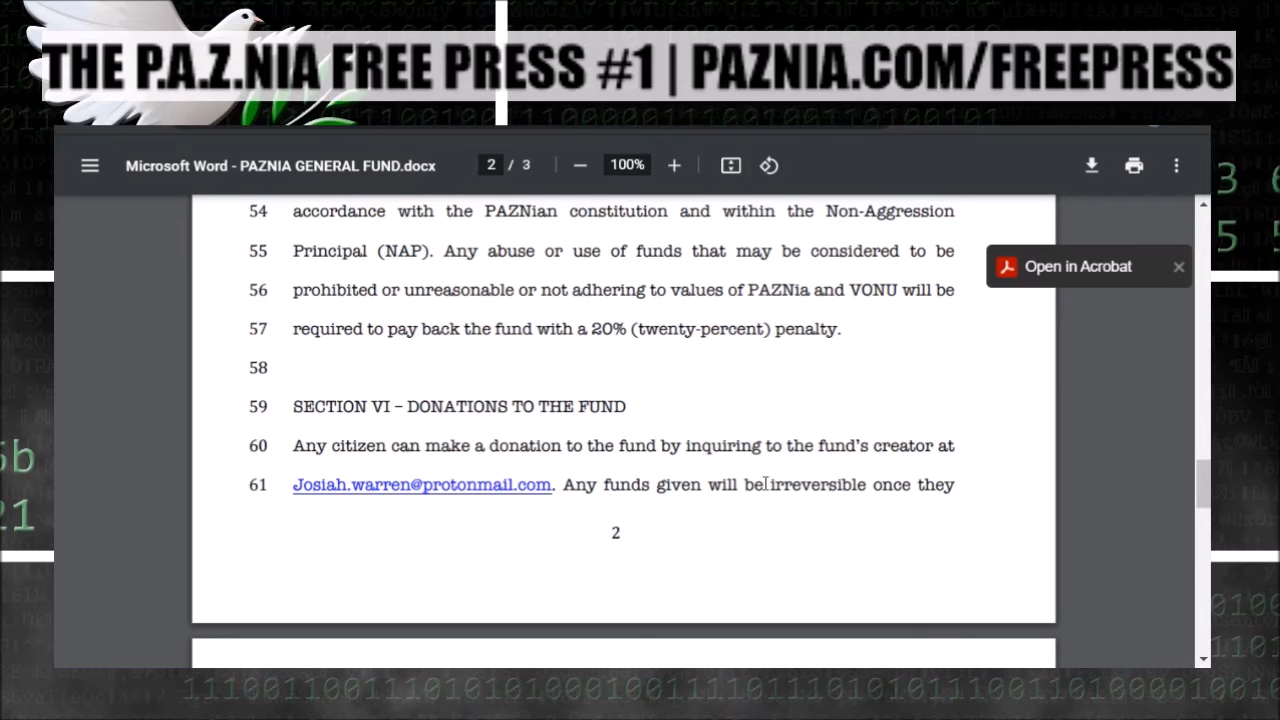 THE P.A.Z.NIA FREE PRESS #1 | PAZNIA.COM/FREEPRESS
Microsoft Word - PAZNIA GENERAL FUND.docx 2 / 3 100%
54 accordance with the PAZNian constitution and within the Non-Aggression
55 Principal (NAP). Any abuse or use of funds that may be considered to be
Open in Acrobat
56 prohibited or unreasonable or not adhering to values of PAZNia and VONU will be
57 required to pay back the fund with a 20% (twenty-percent) penalty.
58
59 SECTION VI – DONATIONS TO THE FUND
60 Any citizen can make a donation to the fund by inquiring to the fund's creator at
61 Josiah.warren@protonmail.com. Any funds given will be irreversible once they
2